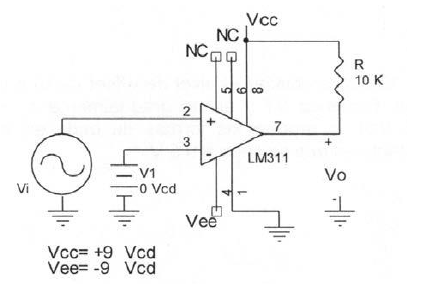 Vcc
NC
NC
5
6
8
R
10 K
2
+
7
3
-
LM311
+
Vo
-
Vi
V1
0 Vcd
4
1
Vee
Vcc= +9 Vcd
Vee= -9 Vcd